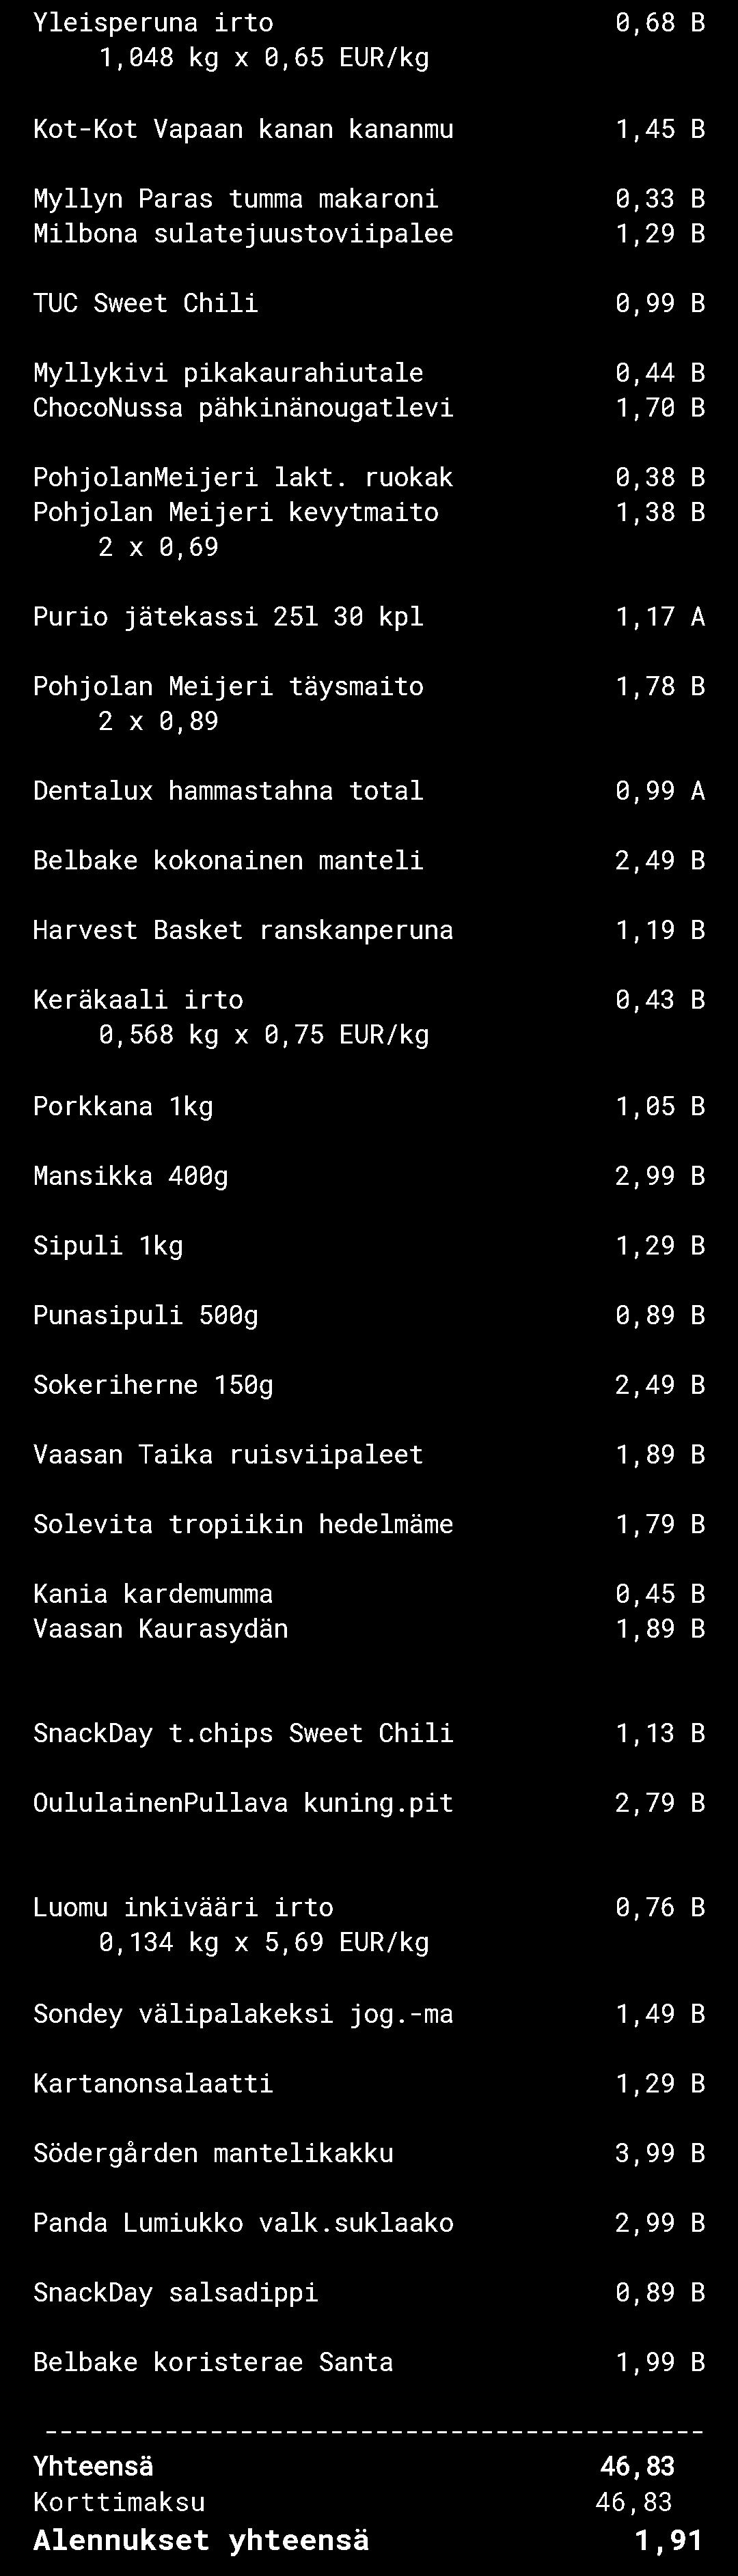 Yleisperuna irto 0,68 B
1,048 kg x 0,65 EUR/kg
Kot-Kot Vapaan kanan kananmu 1,45 B
Myllyn Paras tumma makaroni 0,33 B
Milbona sulatejuustoviipalee 1,29 B
TUC Sweet Chili 0,99 B
Myllykivi pikakaurahiutale 0,44 B
ChocoNussa pähkinänougatlevi 1,70 B
PohjolanMeijeri lakt. ruokak 0,38 B
Pohjolan Meijeri kevytmaito 1,38 B
2 x 0,69
Purio jätekassi 25l 30 kpl 1,17 A
Pohjolan Meijeri täysmaito 1,78 B
2 x 0,89
Dentalux hammastahna total 0,99 A
Belbake kokonainen manteli 2,49 B
Harvest Basket ranskanperuna 1,19 B
Keräkaali irto 0,43 B
0,568 kg x 0,75 EUR/kg
Porkkana 1kg 1,05 B
Mansikka 400g 2,99 B
Sipuli 1kg 1,29 B
Punasipuli 500g 0,89 B
Sokeriherne 150g 2,49 B
Vaasan Taika ruisviipaleet 1,89 B
Solevita tropiikin hedelmäme 1,79 B
Kania kardemumma 0,45 B
Vaasan Kaurasydän 1,89 B
SnackDay t.chips Sweet Chili 1,13 B
OululainenPullava kuning.pit 2,79 B
Luomu inkivääri irto 0,76 B
0,134 kg x 5,69 EUR/kg
Sondey välipalakeksi jog.-ma 1,49 B
Kartanonsalaatti 1,29 B
Södergården mantelikakku 3,99 B
Panda Lumiukko valk.suklaako 2,99 B
SnackDay salsadippi 0,89 B
Belbake koristerae Santa 1,99 B
--------------------------------------------
Yhteensä 46,83
Korttimaksu 46,83
Alennukset yhteensä 1,91